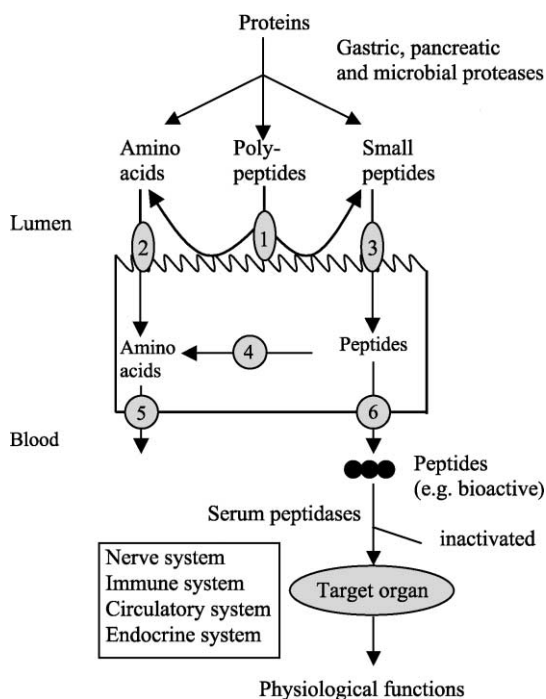 Proteins
Gastric, pancreatic
and microbial proteases
Amino
acids
Poly-
peptides
Small
peptides
Lumen
2
1
3
Amino
acids
4
Peptides
5
6
Blood
Peptides
(e.g. bioactive)
Serum peptidases
inactivated
Nerve system
Immune system
Circulatory system
Endocrine system
Target organ
Physiological functions